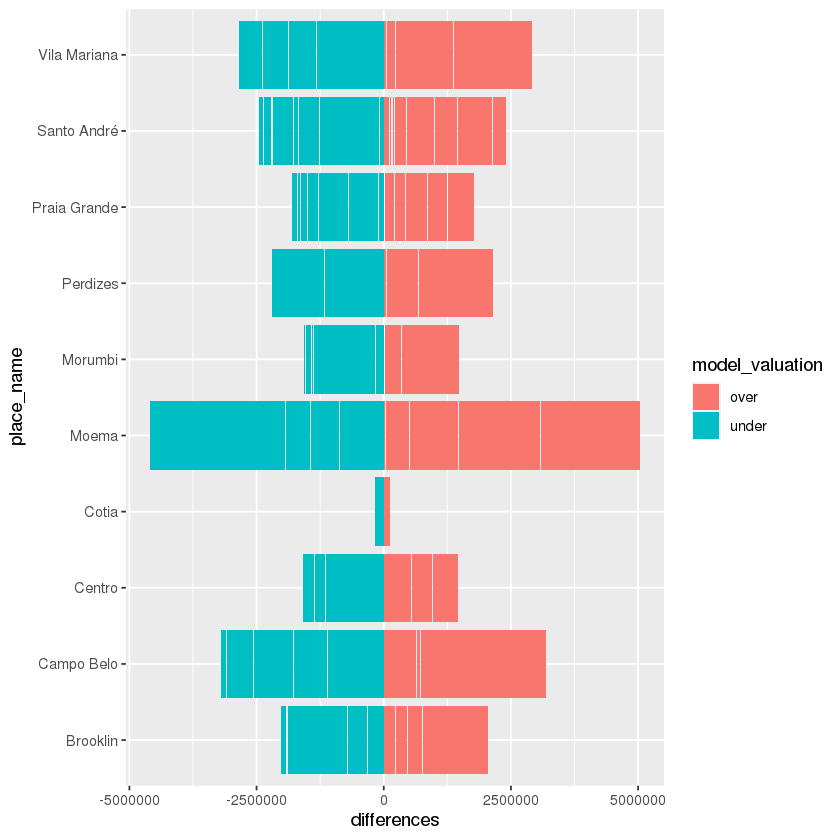 place_name
Vila Mariana
Santo André
Praia Grande
Perdizes
Morumbi
Moema
Cotia
Centro
Campo Belo
Brooklin
-5000000 -2500000 0 2500000 5000000
differences
model_valuation
over
under